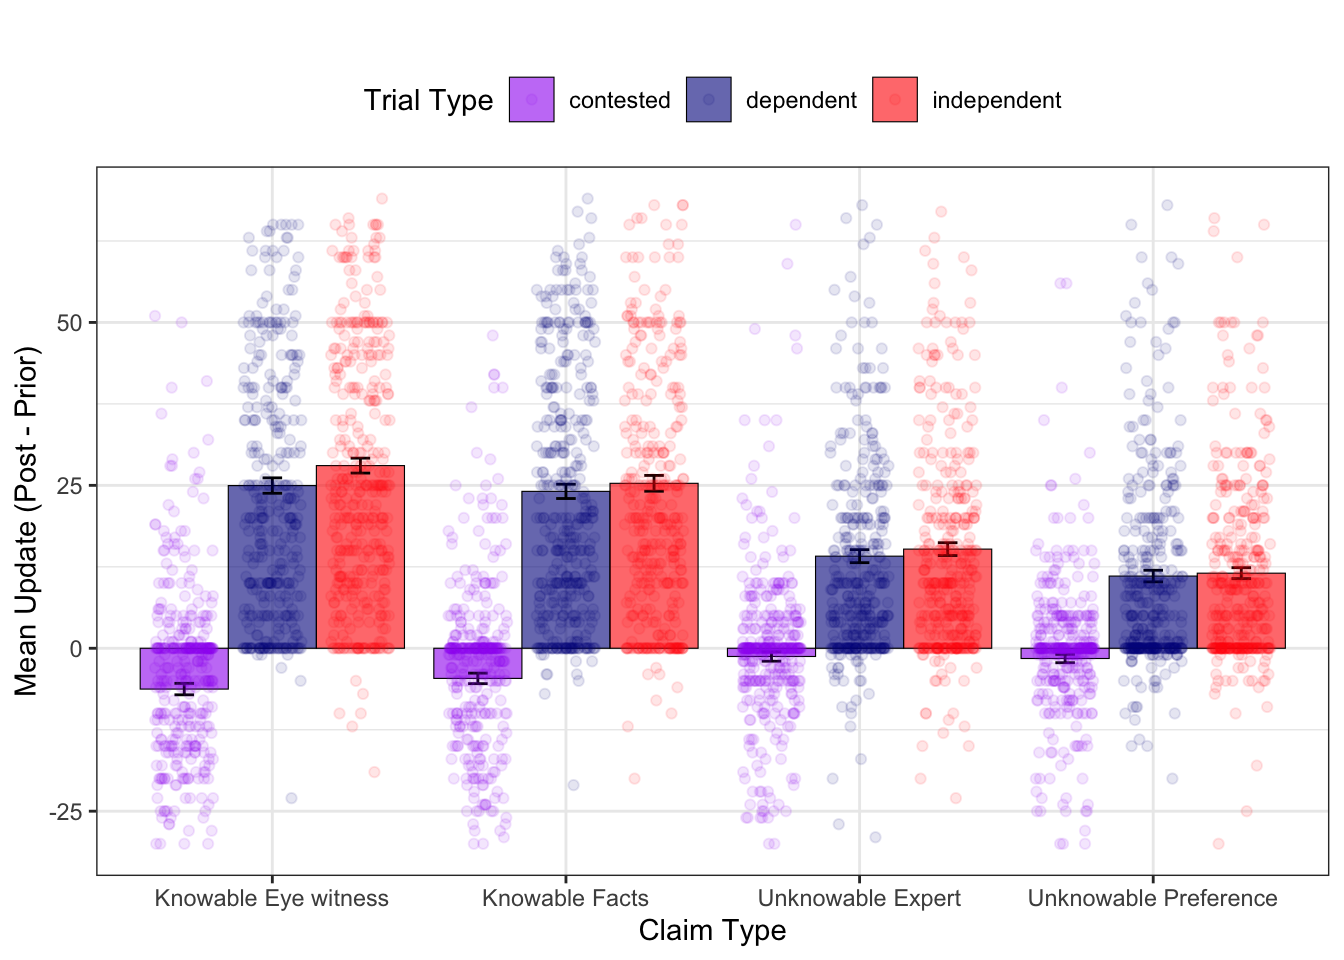 Trial Type contested dependent independent
Mean Update (Post - Prior)
50
25
0
-25
Knowable Eye witness Knowable Facts Unknowable Expert Unknowable Preference
Claim Type